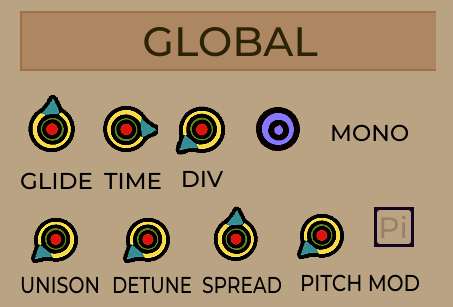 GLOBAL
MONO
GLIDE TIME DIV
Pi
UNISON DETUNE SPREAD PITCH MOD